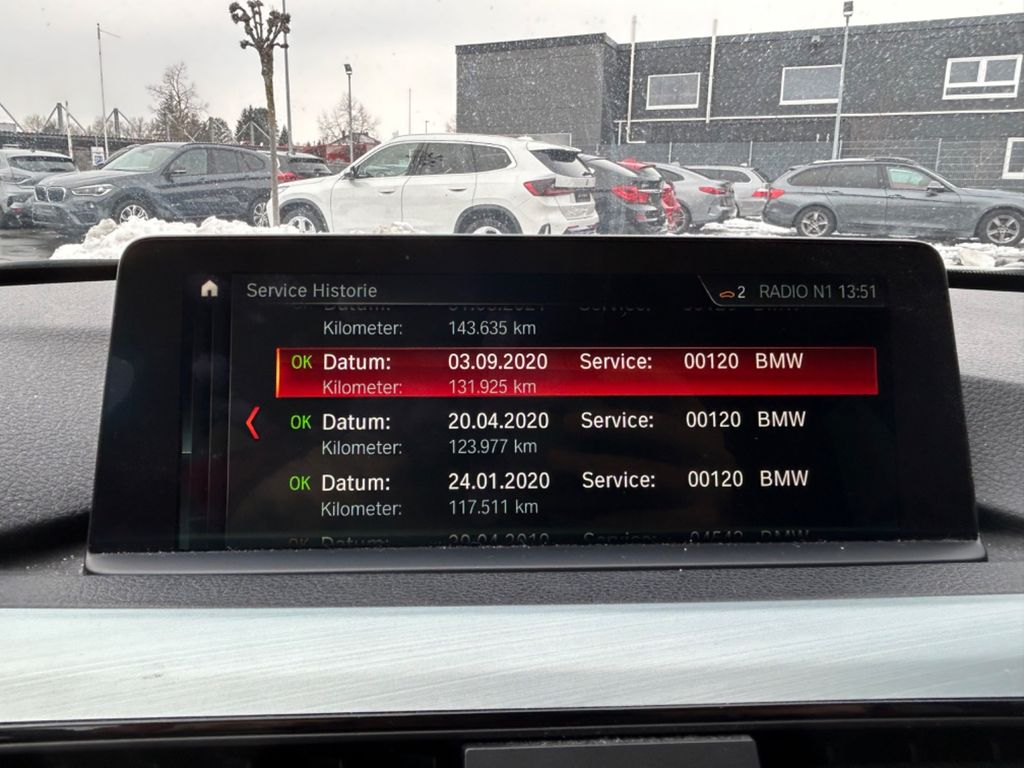 Service Historie
2 RADIO N1 13:51
Kilometer: 143.635 km
OK Datum: 03.09.2020 Service: 00120 BMW
Kilometer: 131.925 km
OK Datum: 20.04.2020 Service: 00120 BMW
Kilometer: 123.977 km
OK Datum: 24.01.2020 Service: 00120 BMW
Kilometer: 117.511 km